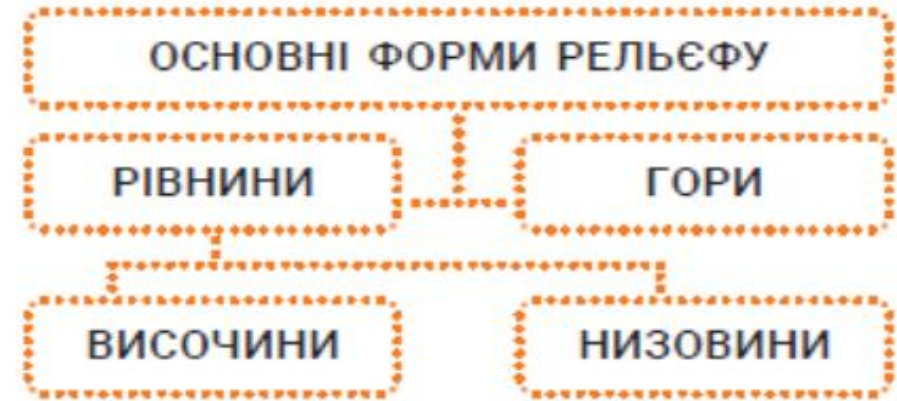 ОСНОВНІ ФОРМИ РЕЛЬЄФУ
РІВНИНИ
ГОРИ
ВИСОЧИНИ
НИЗОВИНИ